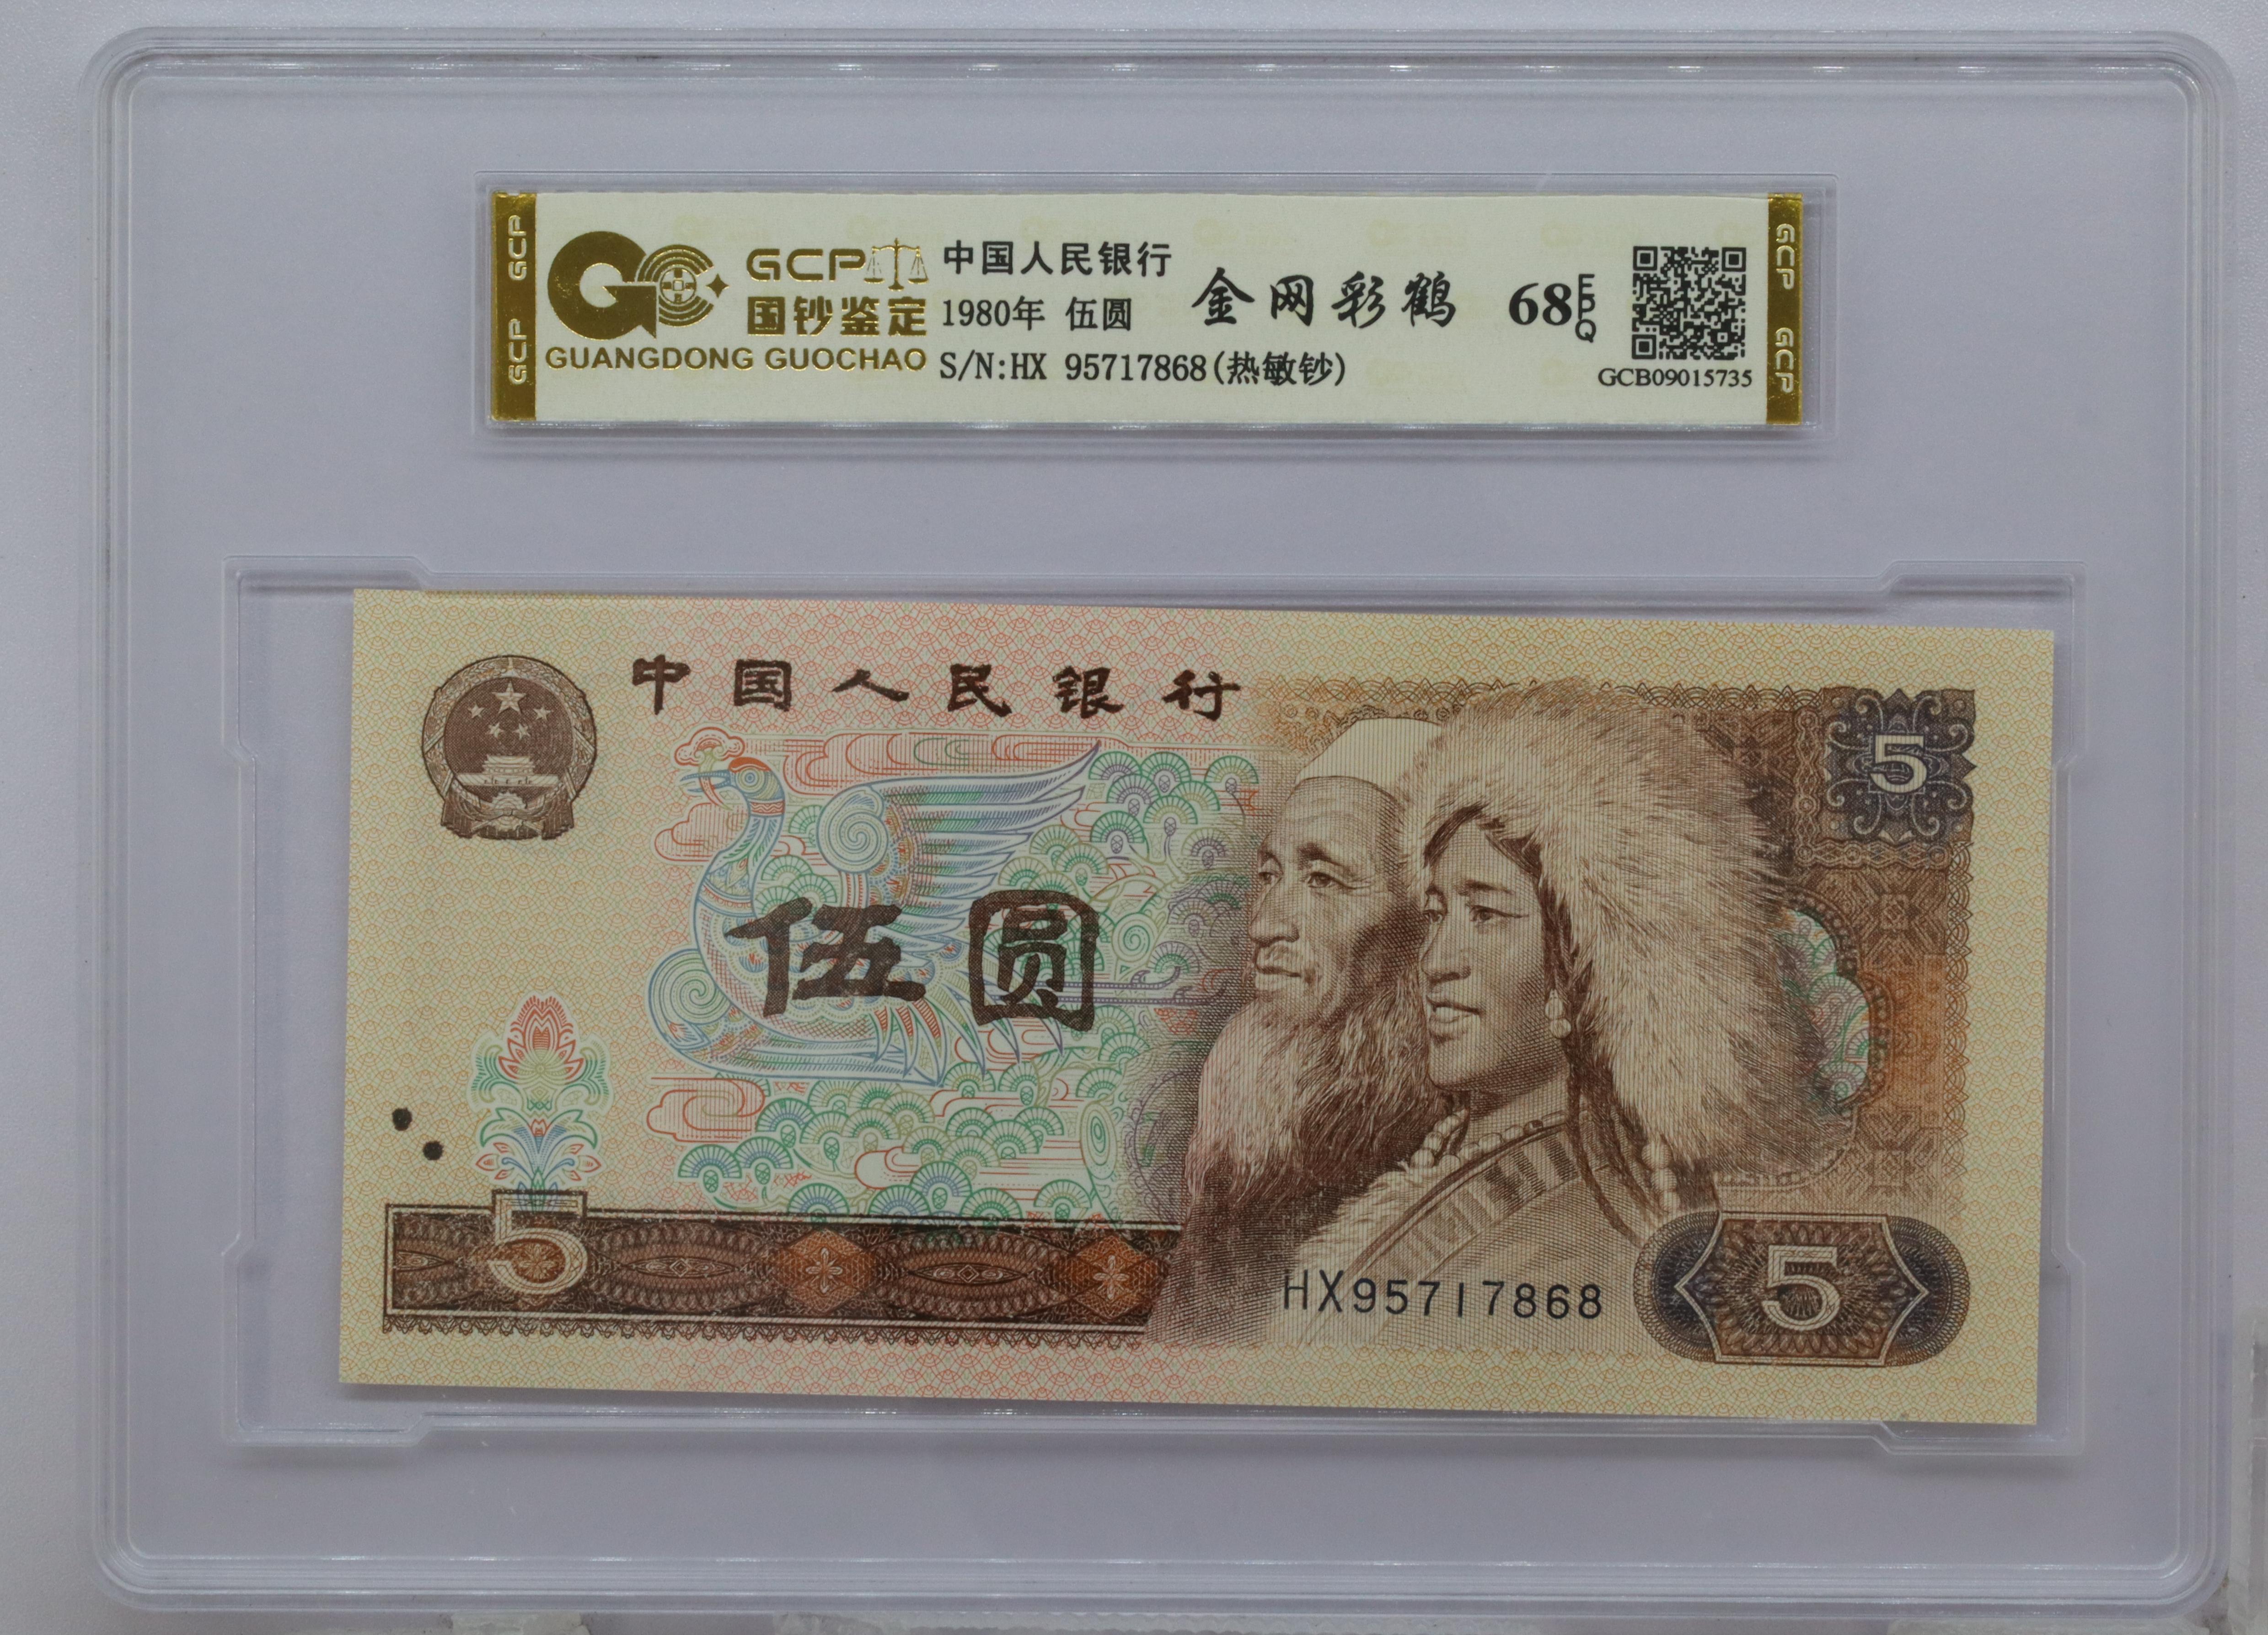 GCP GCP
GCP
国钞鉴定
GUANGDONG GUOCHAO
中国人民银行
1980年 伍圆
S/N:HX 95717868(热敏钞)
金网彩鹤
68 EPQ
GCB09015735
GCP GCP
中国人民银行
5
伍圆
5
HX95717868
5